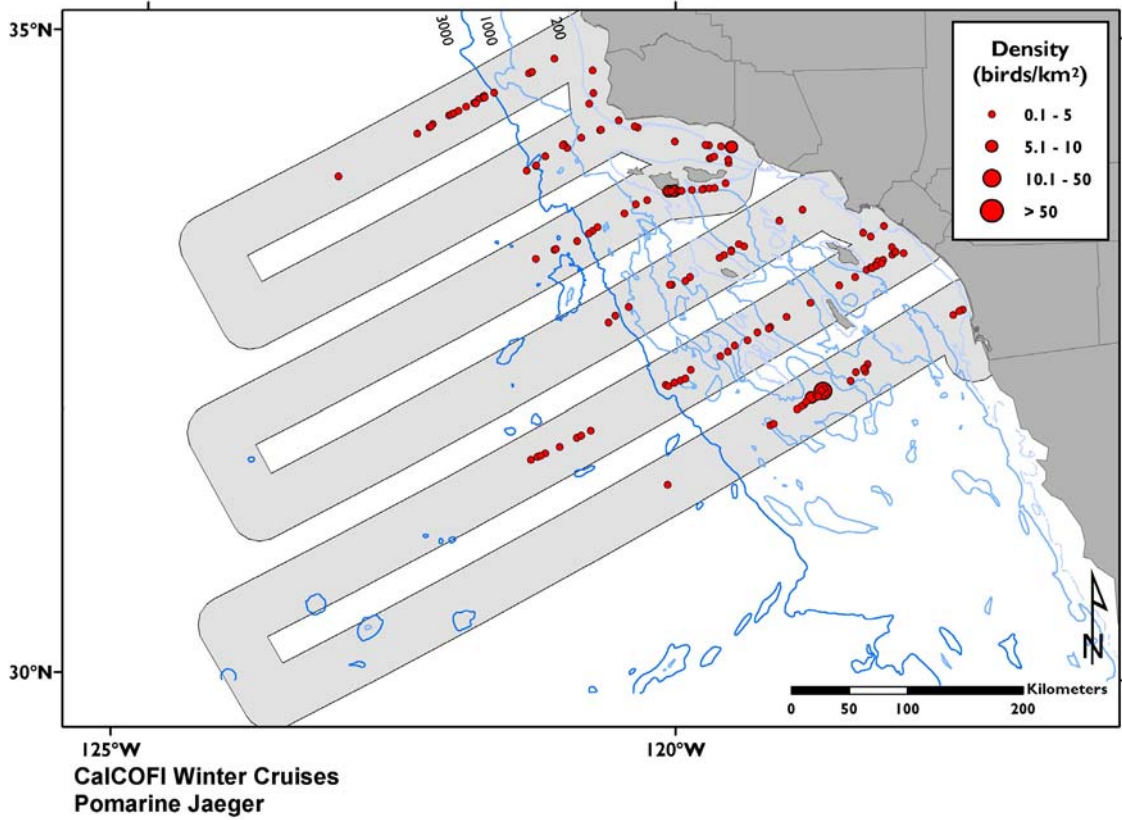 35°N
3000
1000
200
Density
(birds/km²)
0.1 - 5
5.1 - 10
10.1 - 50
> 50
30°N
N
Kilometers
0 50 100 200
125°W 120°W
CalCOFI Winter Cruises
Pomarine Jaeger